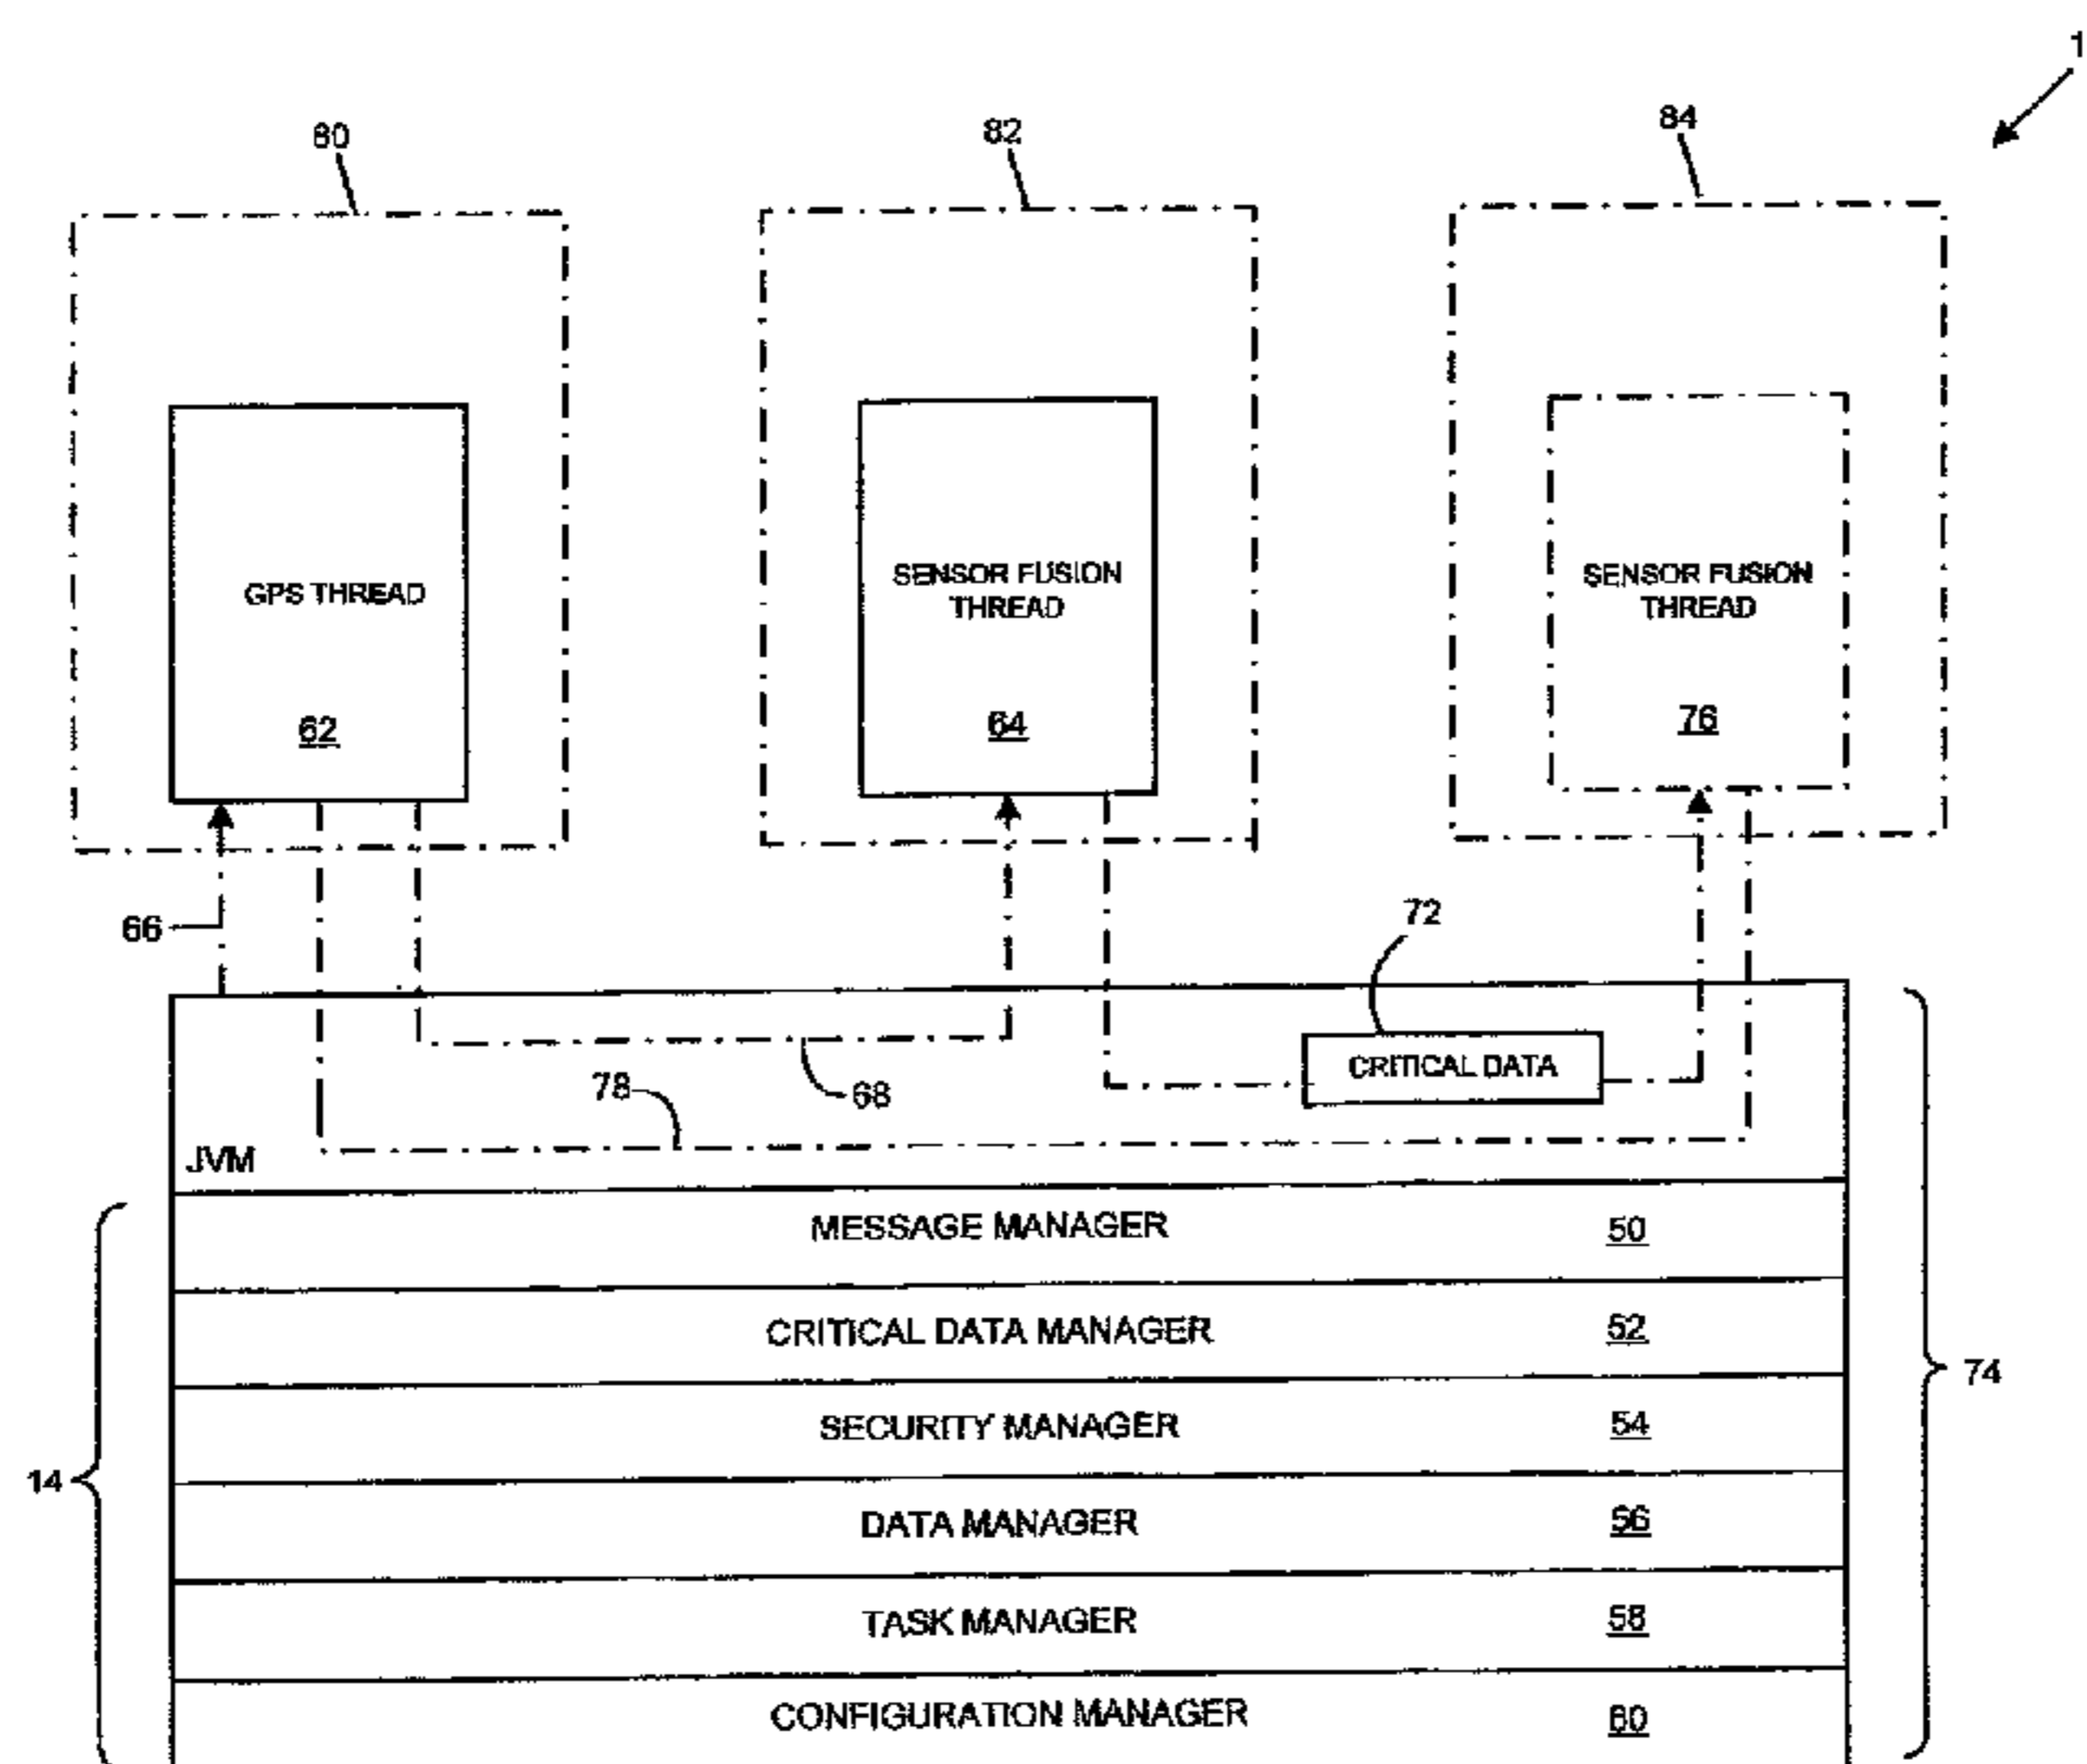 1
80
82
84
GPS THREAD
62
SENSOR FUSION
THREAD
64
SENSOR FUSION
THREAD
76
66
72
CRITICAL DATA
68
78
JVM
MESSAGE MANAGER 50
CRITICAL DATA MANAGER 52
SECURITY MANAGER 54
DATA MANAGER 56
TASK MANAGER 58
CONFIGURATION MANAGER 60
14
74